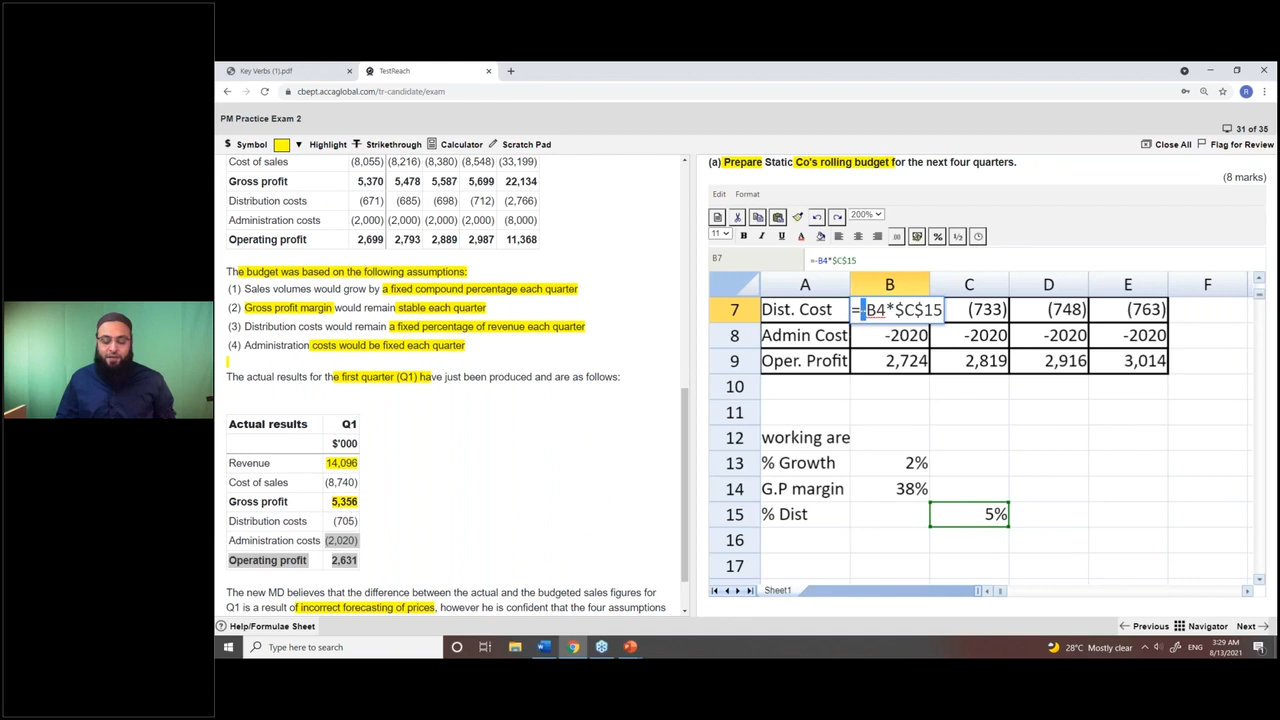 Key Verbs (1).pdf
TestReach
cbept.accaglobal.com/tr-candidate/exam
R
PM Practice Exam 2
31 of 35
$ Symbol Highlight Strikethrough Calculator Scratch Pad
Close All Flag for Review
Cost of sales (8,055) (8,216) (8,380) (8,548) (33,199)
Gross profit 5,370 5,478 5,587 5,699 22,134
Distribution costs (671) (685) (698) (712) (2,766)
Administration costs (2,000) (2,000) (2,000) (2,000) (8,000)
Operating profit 2,699 2,793 2,889 2,987 11,368
The budget was based on the following assumptions:
(1) Sales volumes would grow by a fixed compound percentage each quarter
(2) Gross profit margin would remain stable each quarter
(3) Distribution costs would remain a fixed percentage of revenue each quarter
(4) Administration costs would be fixed each quarter
The actual results for the first quarter (Q1) have just been produced and are as follows:
Actual results Q1
$'000
Revenue 14,096
Cost of sales (8,740)
Gross profit 5,356
Distribution costs (705)
Administration costs (2,020)
Operating profit 2,631
The new MD believes that the difference between the actual and the budgeted sales figures for
Q1 is a result of incorrect forecasting of prices, however he is confident that the four assumptions
(a) Prepare Static Co's rolling budget for the next four quarters.
(8 marks)
Edit Format
200%
11 B I U A .00 % 1/2
B7 =-B4*$C$15
A B C D E F
7 Dist. Cost =-B4*$C$15 (733) (748) (763)
8 Admin Cost -2020 -2020 -2020 -2020
9 Oper. Profit 2,724 2,819 2,916 3,014
10
11
12 working are
13 % Growth 2%
14 G.P margin 38%
15 % Dist 5%
16
17
Sheet1
Help/Formulae Sheet
Previous Navigator Next
Type here to search
28°C Mostly clear ENG
3:29 AM
8/13/2021